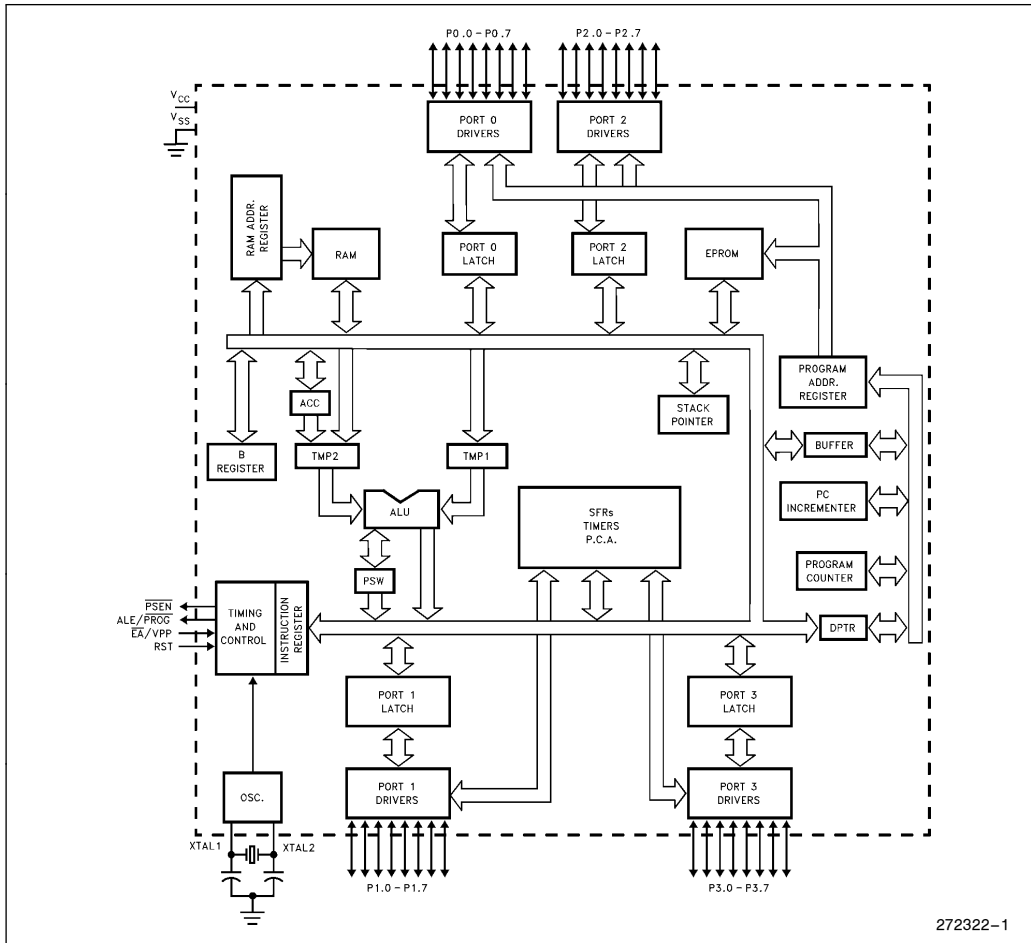 P0.0 – P0.7
P2.0 – P2.7
VCC
VSS
PORT 0
DRIVERS
PORT 2
DRIVERS
RAM ADDR.
REGISTER
RAM
PORT 0
LATCH
PORT 2
LATCH
EPROM
PROGRAM
ADDR.
REGISTER
ACC
STACK
POINTER
BUFFER
B
REGISTER
TMP2
TMP1
ALU
SFRs
TIMERS
P.C.A.
PC
INCREMENTER
PSW
PROGRAM
COUNTER
PSEN
ALE/PROG
EA/VPP
RST
TIMING
AND
CONTROL
INSTRUCTION
REGISTER
DPTR
PORT 1
LATCH
PORT 3
LATCH
OSC.
PORT 1
DRIVERS
PORT 3
DRIVERS
XTAL1
XTAL2
P1.0 – P1.7
P3.0 – P3.7
272322–1